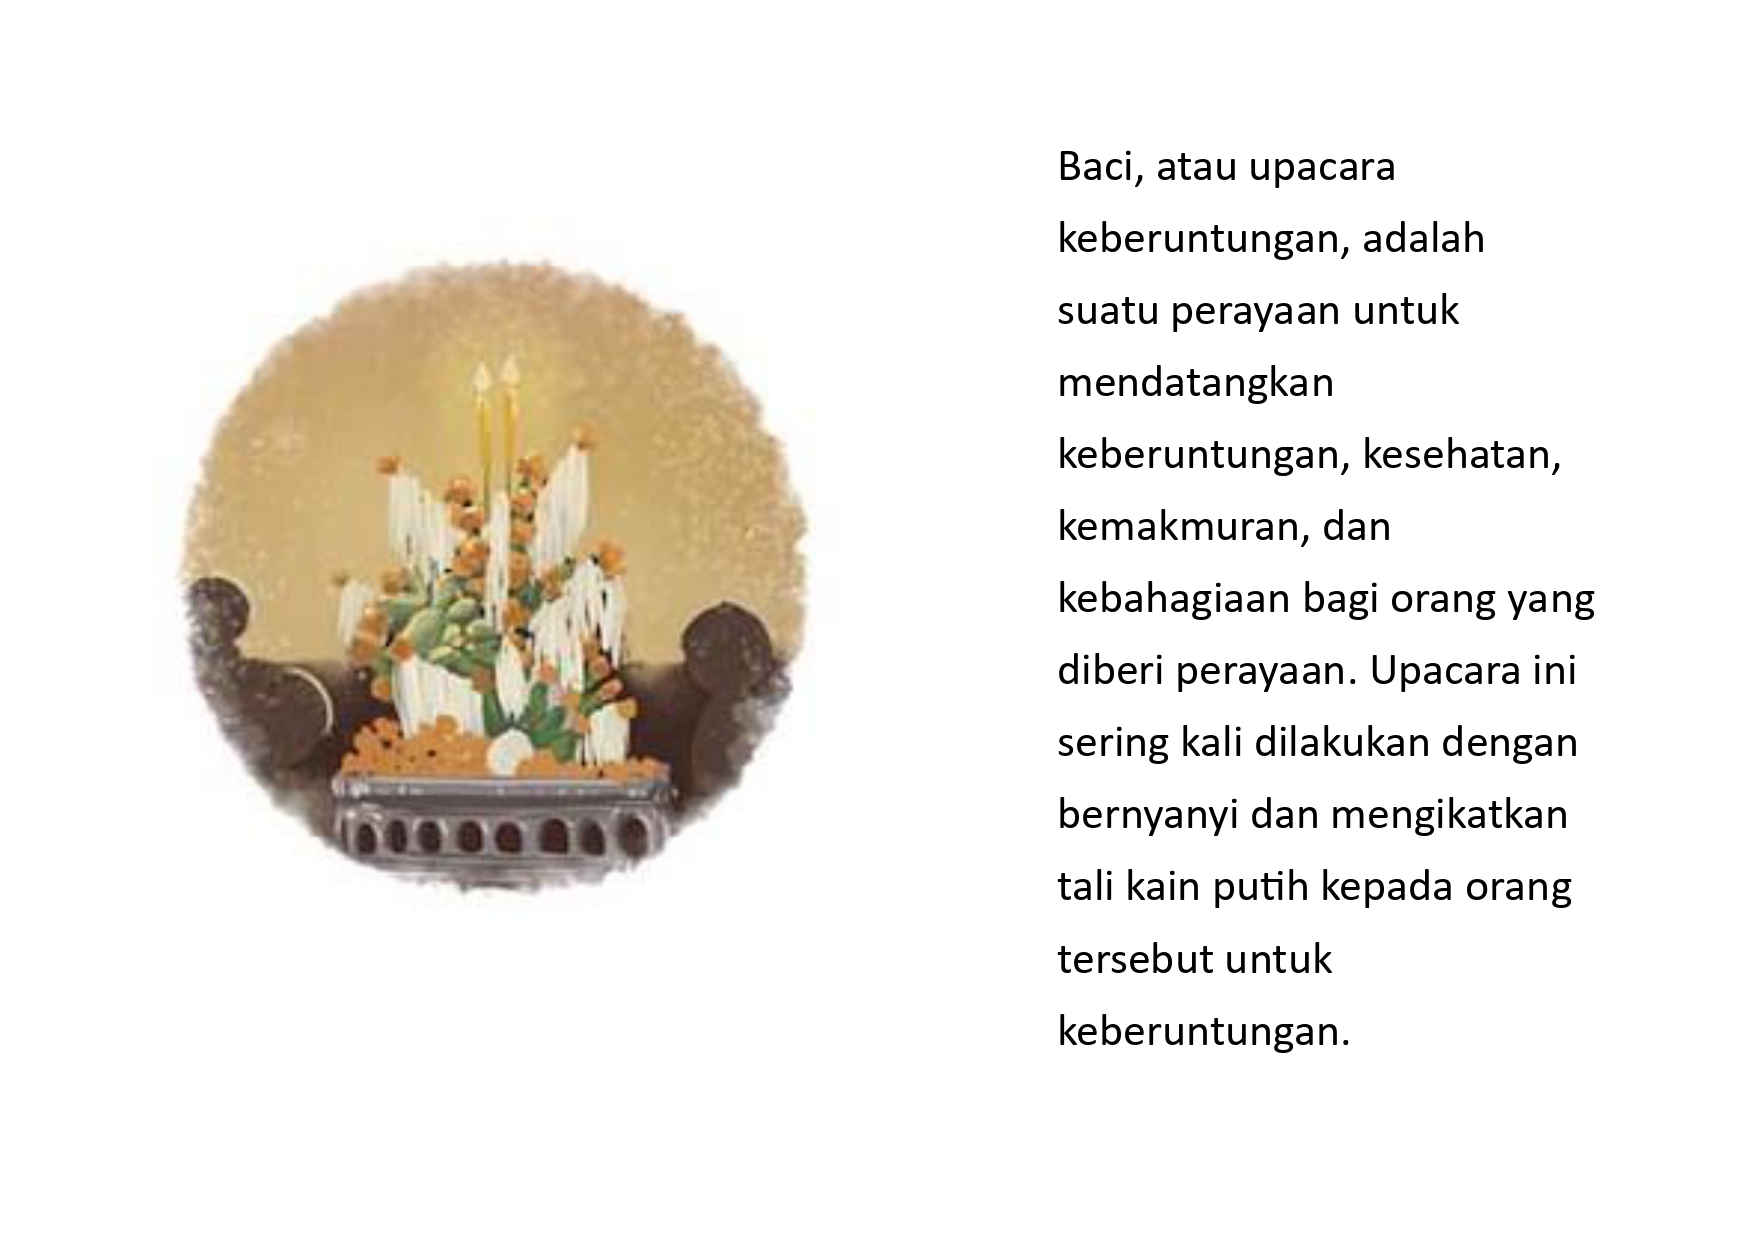 Baci, atau upacara
keberuntungan, adalah
suatu perayaan untuk
mendatangkan
keberuntungan, kesehatan,
kemakmuran, dan
kebahagiaan bagi orang yang
diberi perayaan. Upacara ini
sering kali dilakukan dengan
bernyanyi dan mengikatkan
tali kain putih kepada orang
tersebut untuk
keberuntungan.